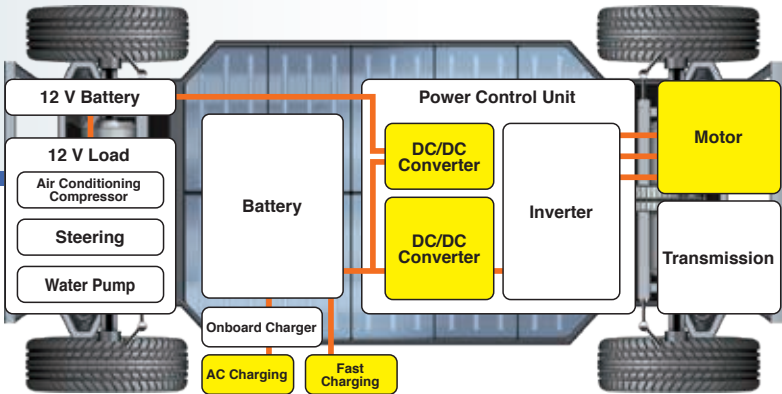 12 V Battery
12 V Load
Air Conditioning
Compressor
Steering
Water Pump
Battery
Onboard Charger
AC Charging
Fast
Charging
Power Control Unit
DC/DC
Converter
DC/DC
Converter
Inverter
Motor
Transmission